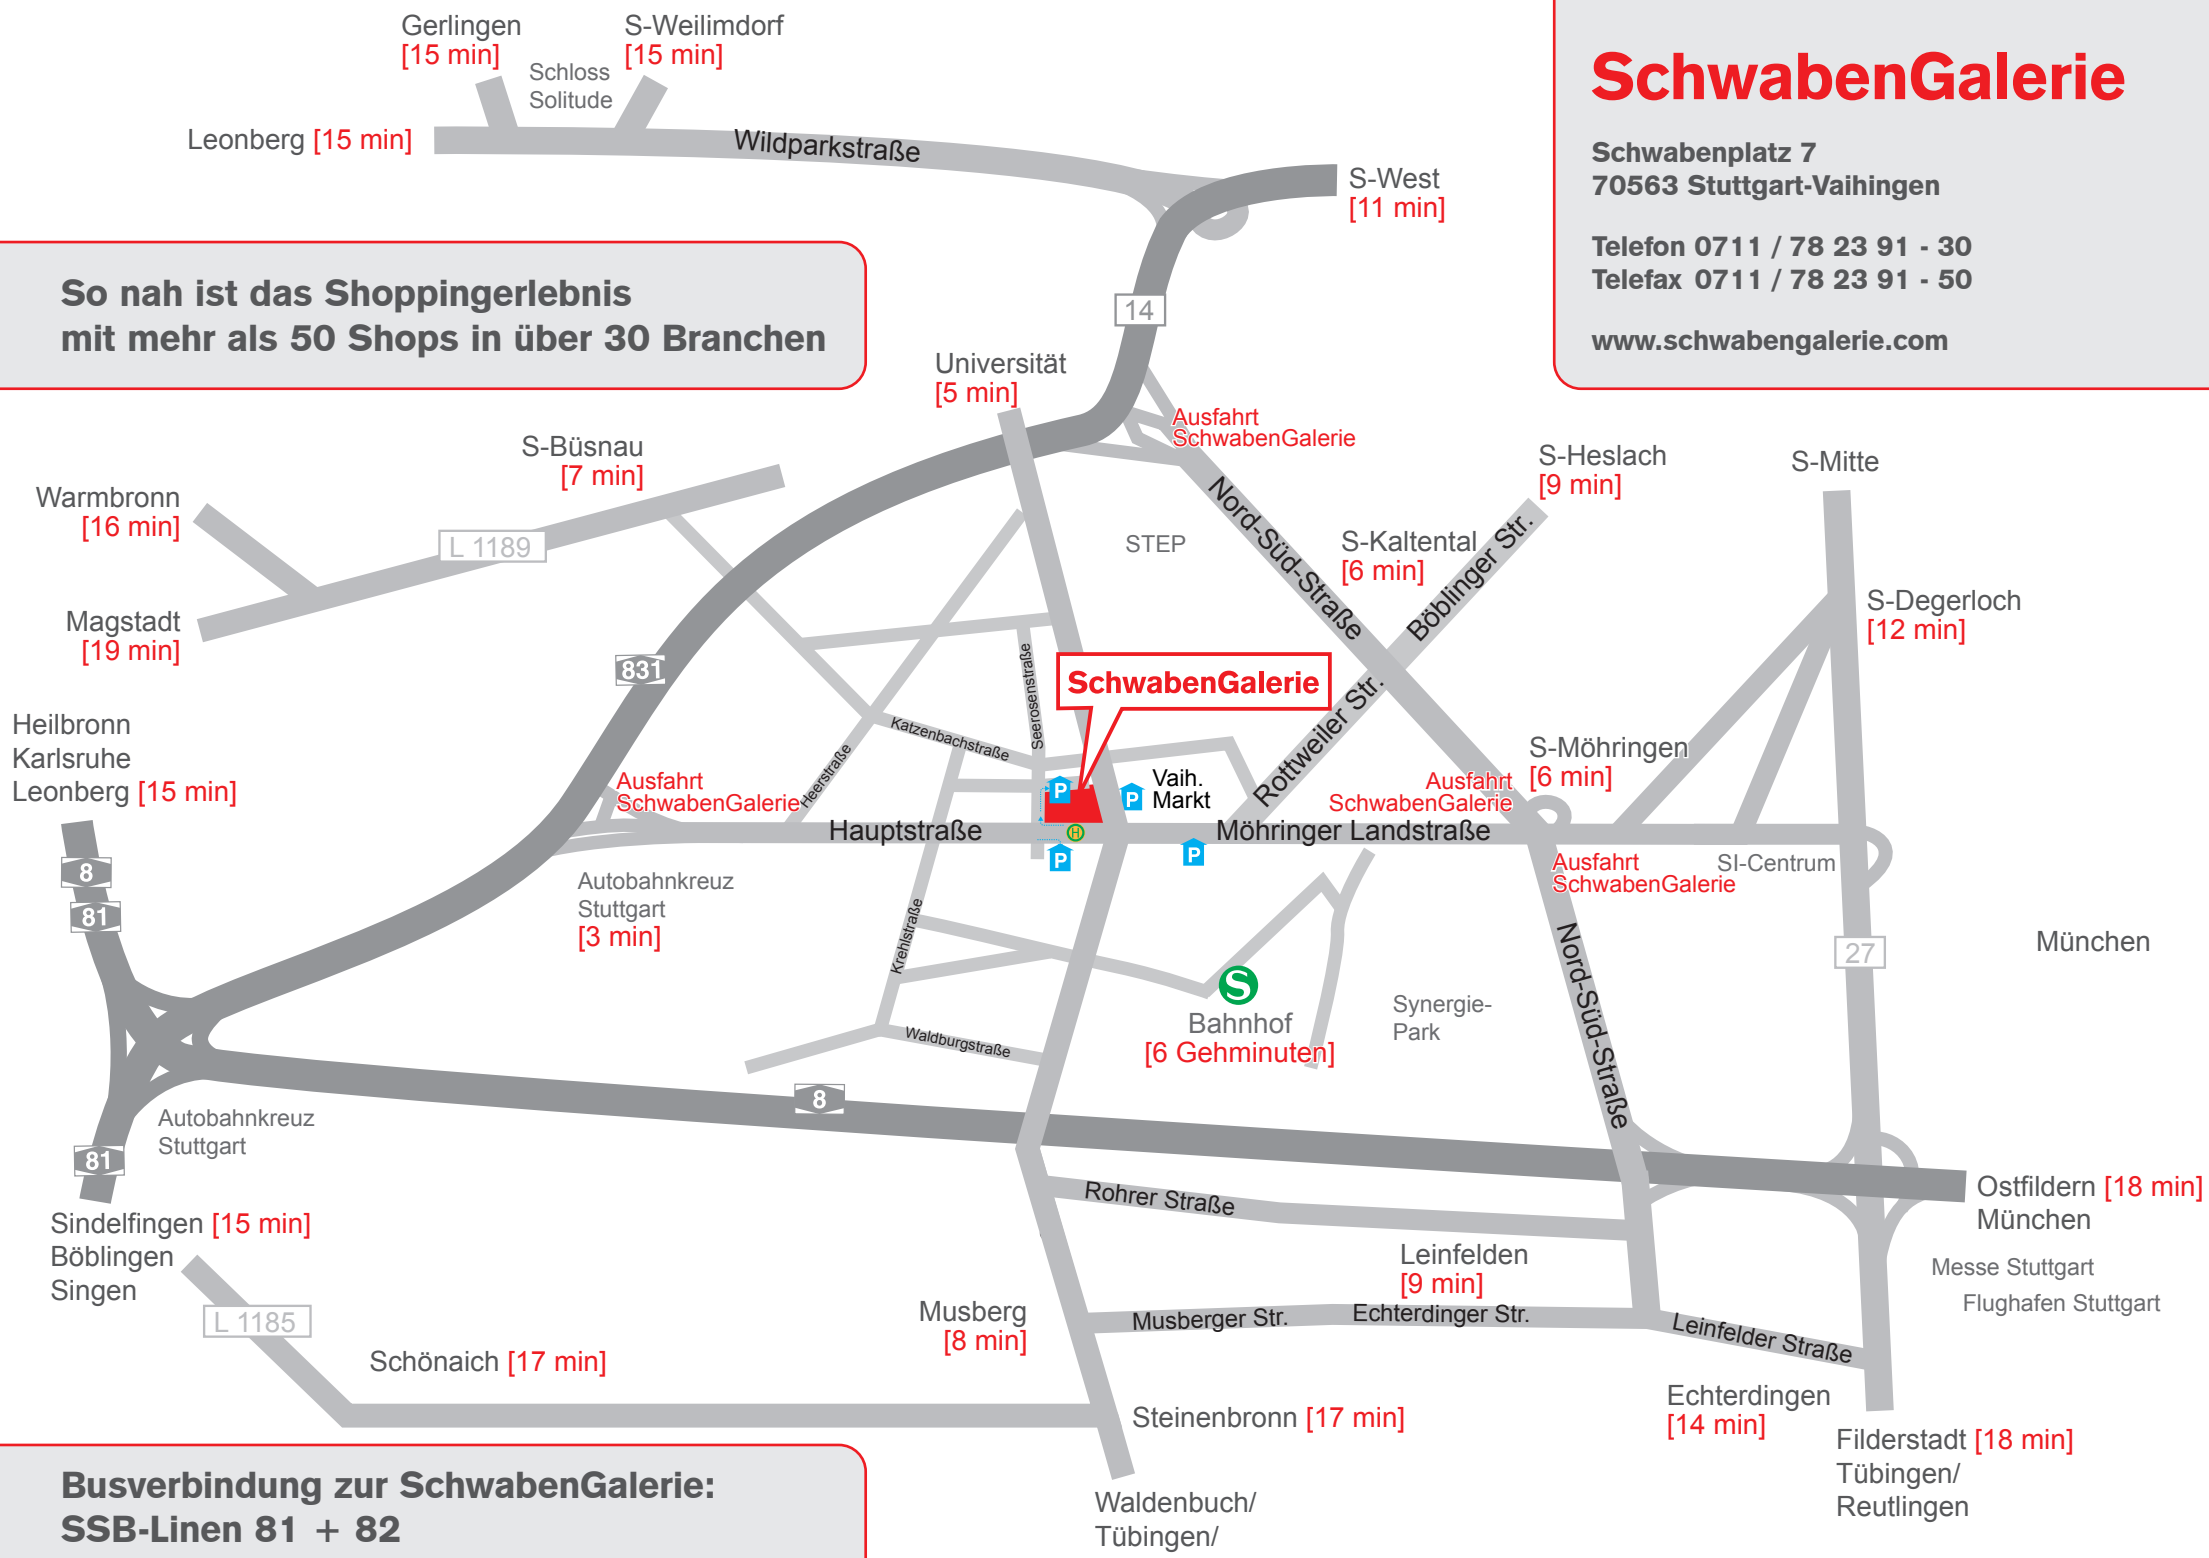 Gerlingen
[15 min]
S-Weilimdorf
[15 min]
Schloss
Solitude
Leonberg [15 min]
Wildparkstraße
S-West
[11 min]
SchwabenGalerie
Schwabenplatz 7
70563 Stuttgart-Vaihingen
Telefon 0711 / 78 23 91 - 30
Telefax 0711 / 78 23 91 - 50
www.schwabengalerie.com
So nah ist das Shoppingerlebnis
mit mehr als 50 Shops in über 30 Branchen
14
Universität
[5 min]
Ausfahrt
SchwabenGalerie
S-Büsnau
[7 min]
Warmbronn
[16 min]
L 1189
Magstadt
[19 min]
831
STEP
Nord-Süd-Straße
S-Kaltental
[6 min]
S-Heslach
[9 min]
Böblinger Str.
S-Mitte
S-Degerloch
[12 min]
Seerosenstraße
SchwabenGalerie
Rottweiler Str.
Katzenbachstraße
Heerstraße
Heilbronn
Karlsruhe
Leonberg [15 min]
Ausfahrt
SchwabenGalerie
P
P
Vaih.
Markt
S-Möhringen
[6 min]
Ausfahrt
SchwabenGalerie
Hauptstraße
H
Möhringer Landstraße
P
P
Ausfahrt
SchwabenGalerie
SI-Centrum
8
81
Autobahnkreuz
Stuttgart
[3 min]
Krehlstraße
Nord-Süd-Straße
27
München
S
Bahnhof
[6 Gehminuten]
Synergie-
Park
Waldburgstraße
8
Autobahnkreuz
Stuttgart
81
Sindelfingen [15 min]
Böblingen
Singen
Rohrer Straße
Ostfildern [18 min]
München
Messe Stuttgart
Flughafen Stuttgart
Leinfelden
[9 min]
L 1185
Musberg
[8 min]
Musberger Str.
Echterdinger Str.
Leinfelder Straße
Schönaich [17 min]
Steinenbronn [17 min]
Echterdingen
[14 min]
Filderstadt [18 min]
Tübingen/
Reutlingen
Waldenbuch/
Tübingen/
Busverbindung zur SchwabenGalerie:
SSB-Linen 81 + 82